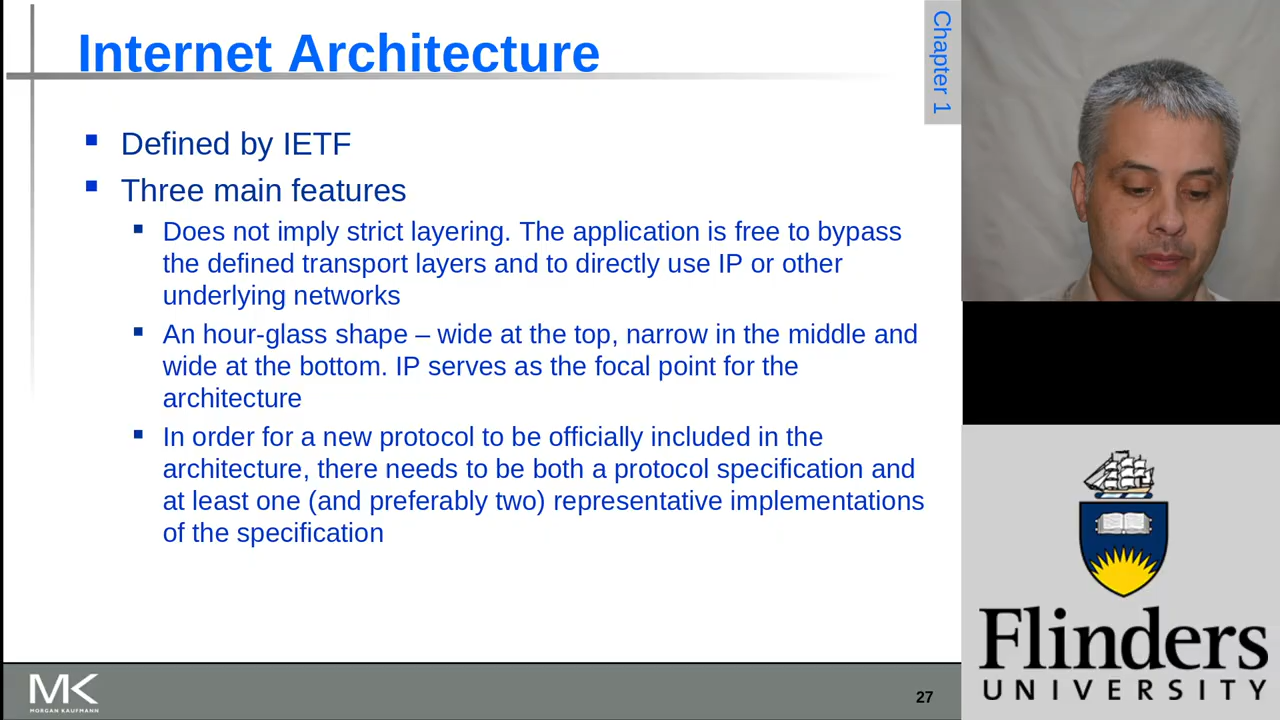 Internet Architecture
Chapter 1
Defined by IETF
Three main features
Does not imply strict layering. The application is free to bypass
the defined transport layers and to directly use IP or other
underlying networks
An hour-glass shape – wide at the top, narrow in the middle and
wide at the bottom. IP serves as the focal point for the
architecture
In order for a new protocol to be officially included in the
architecture, there needs to be both a protocol specification and
at least one (and preferably two) representative implementations
of the specification
MK
MORGAN KAUFMANN
27
Flinders
UNIVERSITY